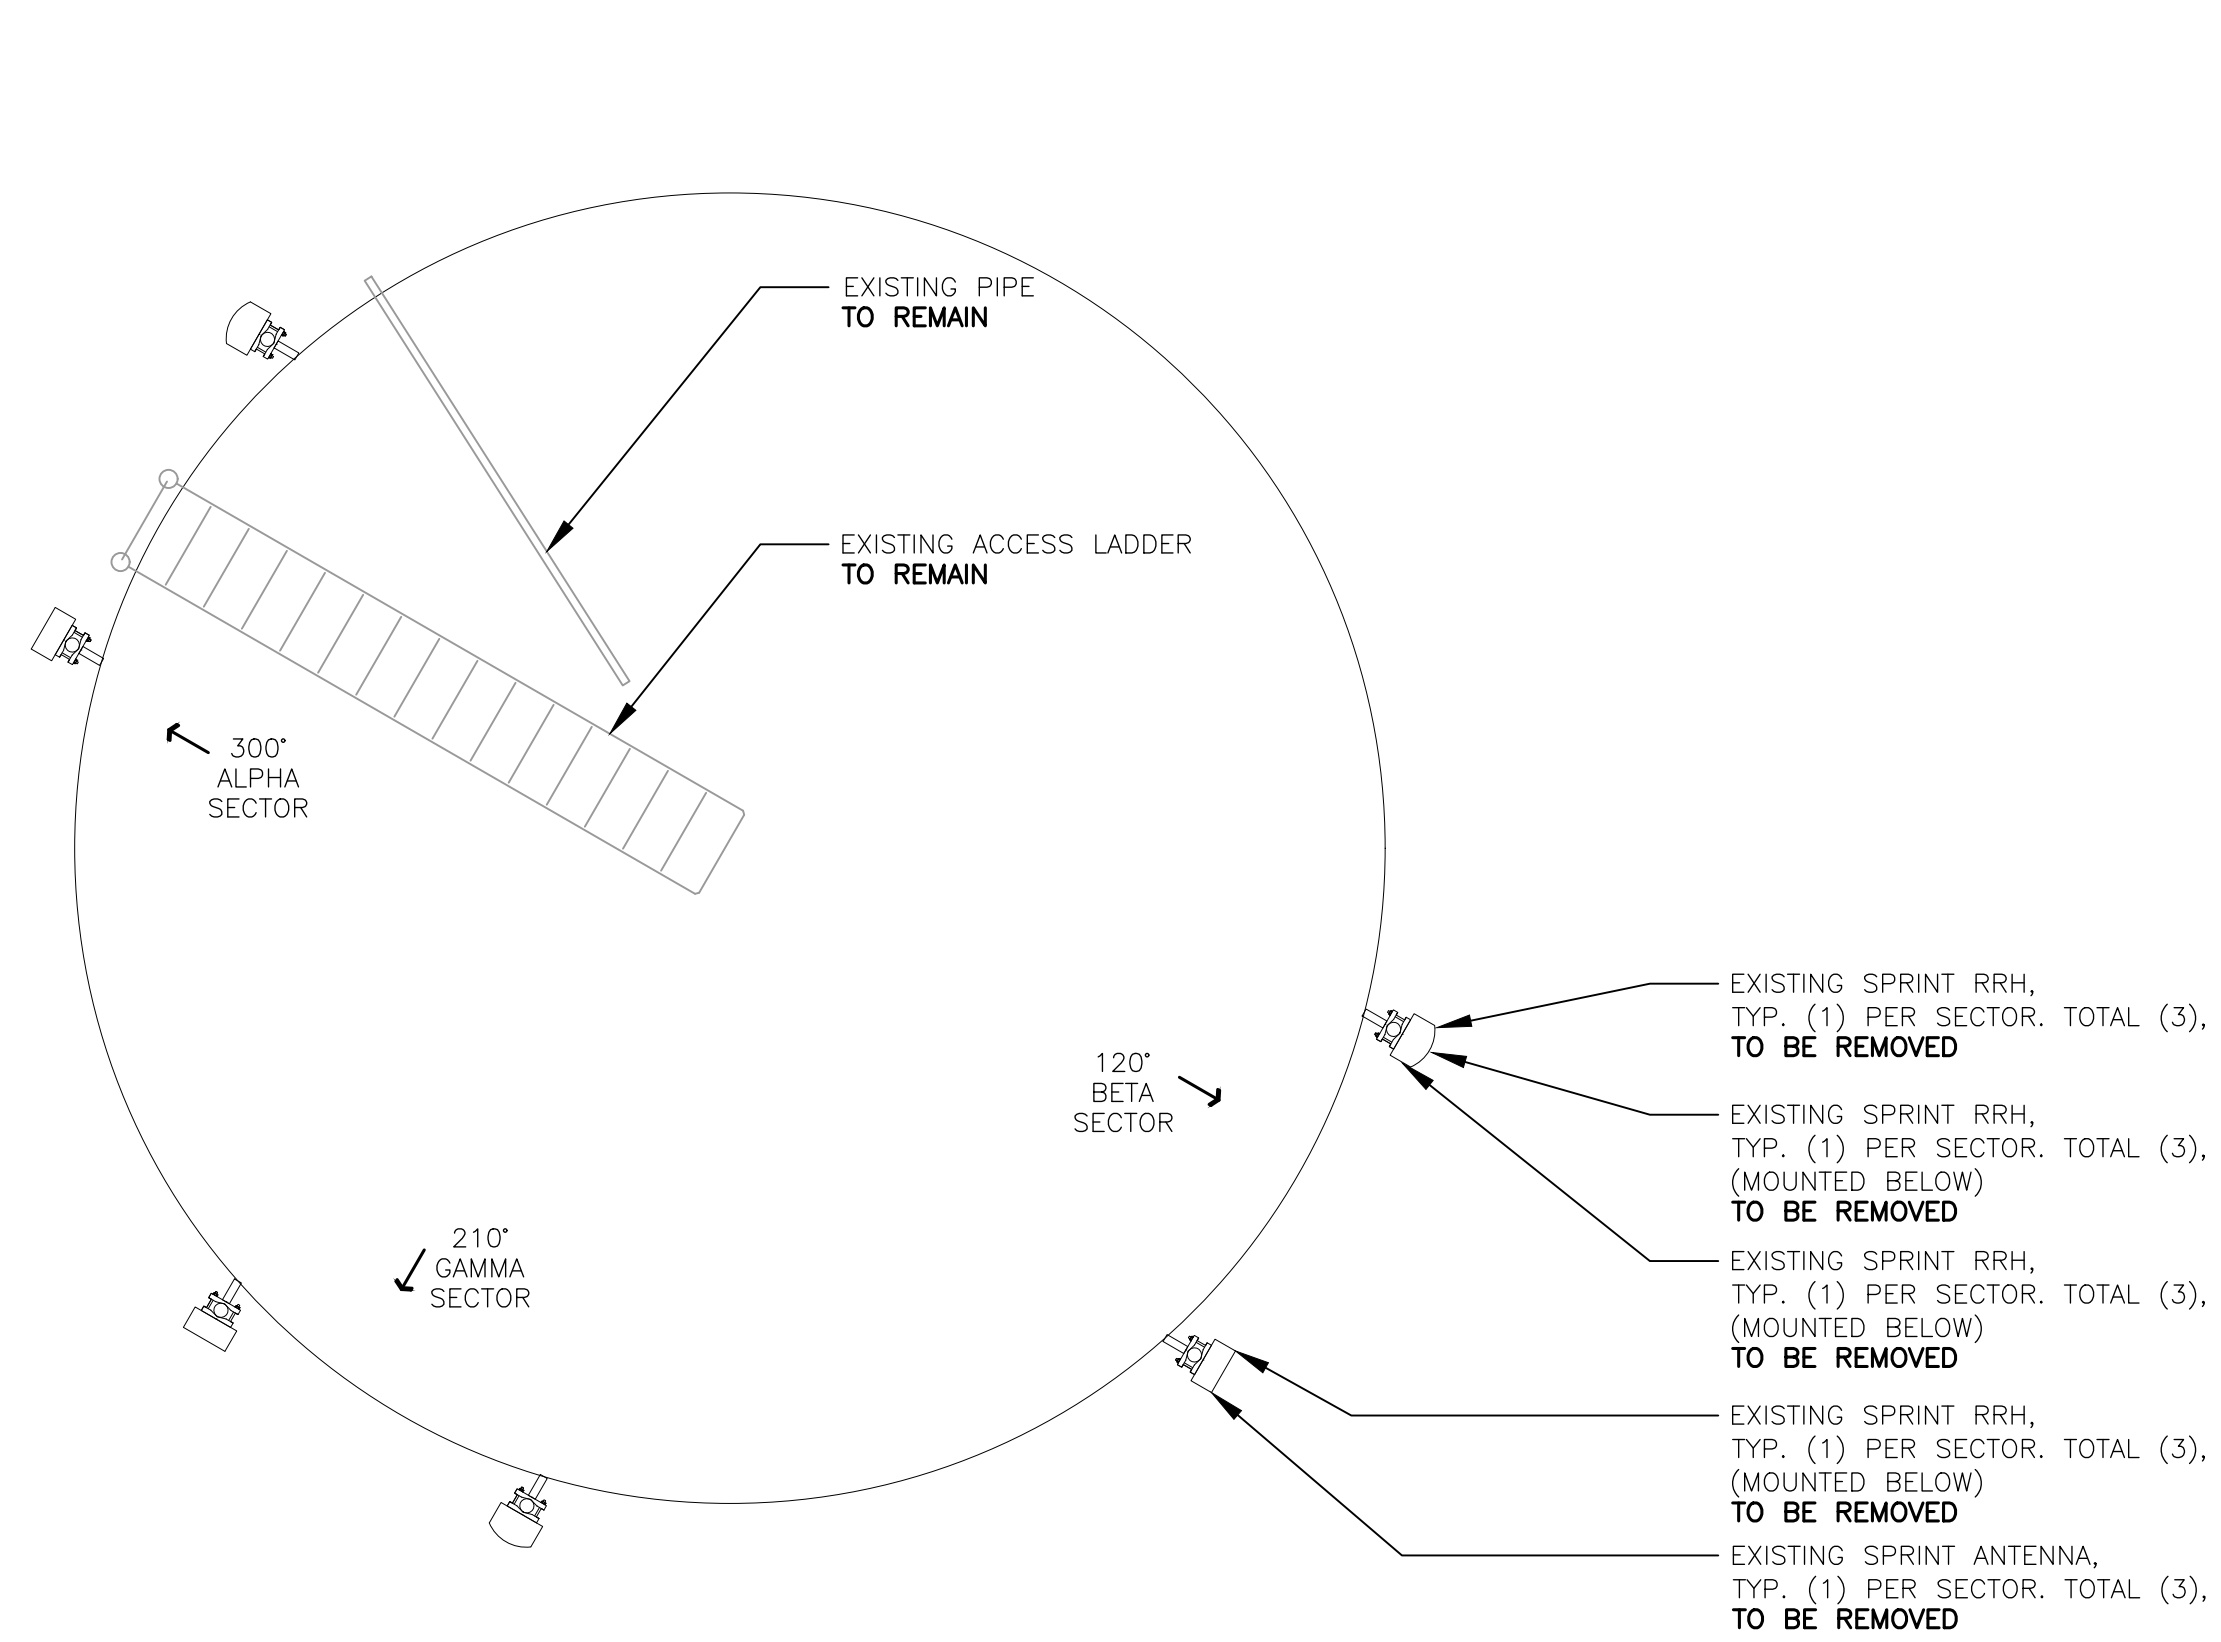 EXISTING PIPE
TO REMAIN
EXISTING ACCESS LADDER
TO REMAIN
300°
ALPHA
SECTOR
120°
BETA
SECTOR
210°
GAMMA
SECTOR
EXISTING SPRINT RRH,
TYP. (1) PER SECTOR. TOTAL (3),
TO BE REMOVED
EXISTING SPRINT RRH,
TYP. (1) PER SECTOR. TOTAL (3),
(MOUNTED BELOW)
TO BE REMOVED
EXISTING SPRINT RRH,
TYP. (1) PER SECTOR. TOTAL (3),
(MOUNTED BELOW)
TO BE REMOVED
EXISTING SPRINT RRH,
TYP. (1) PER SECTOR. TOTAL (3),
(MOUNTED BELOW)
TO BE REMOVED
EXISTING SPRINT ANTENNA,
TYP. (1) PER SECTOR. TOTAL (3),
TO BE REMOVED